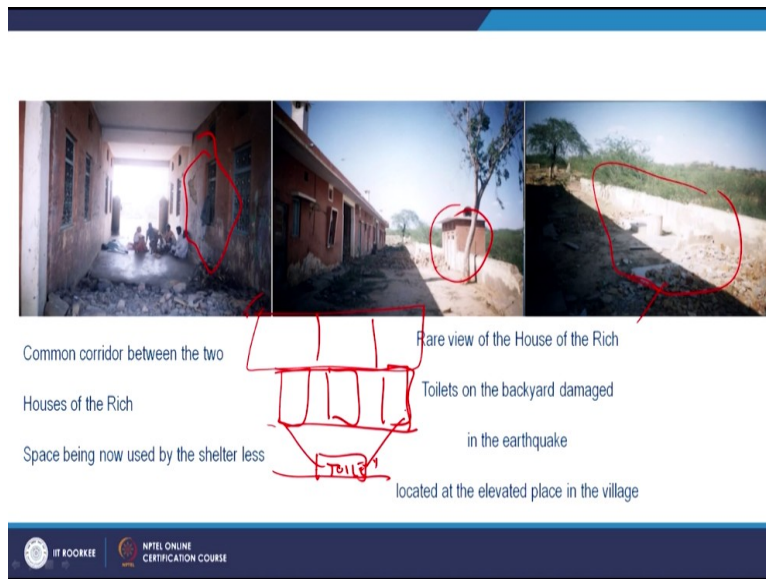 Common corridor between the two
Houses of the Rich
Space being now used by the shelter less
Rare view of the House of the Rich
Toilets on the backyard damaged
in the earthquake
located at the elevated place in the village
TOILET
IIT ROORKEE
NPTEL ONLINE
CERTIFICATION COURSE
NPTEL